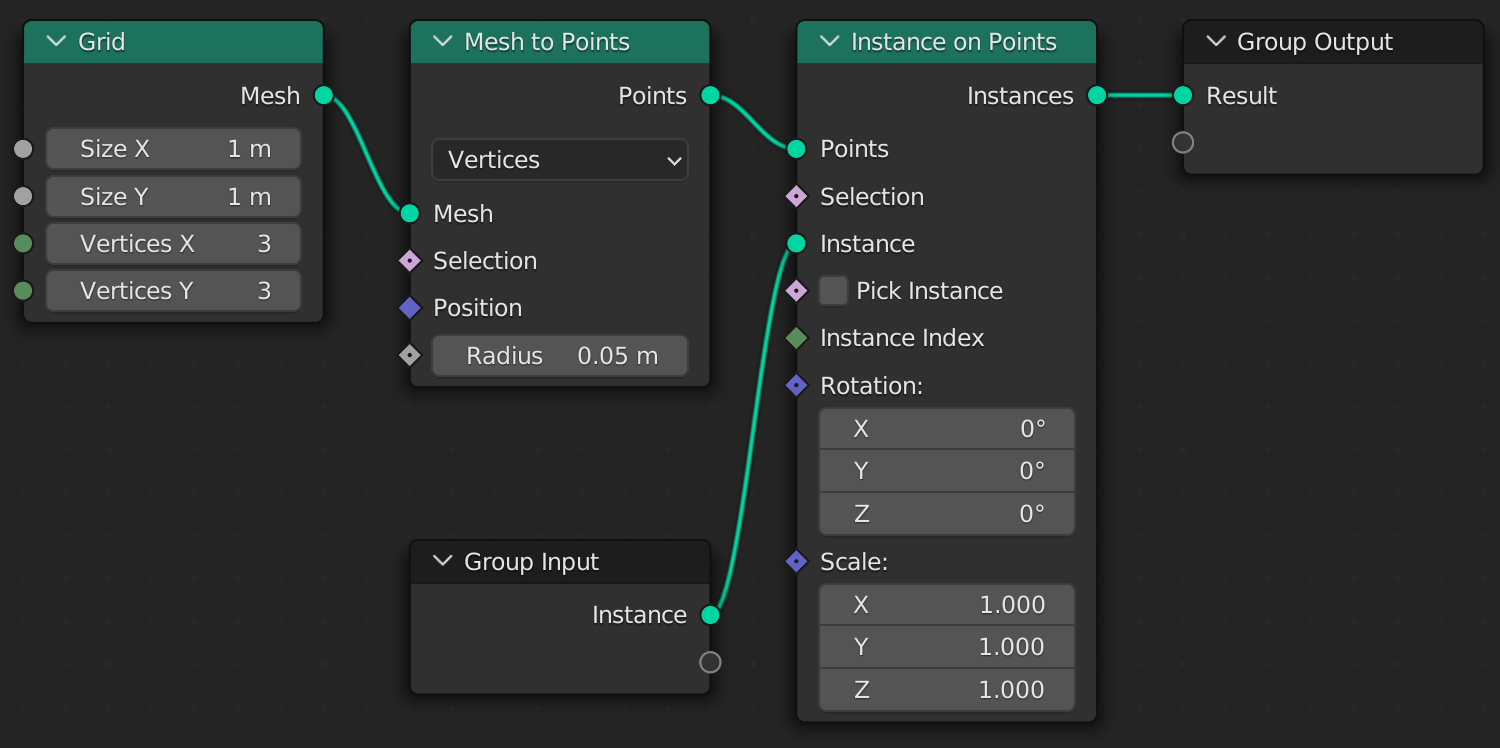 Grid
Mesh
Size X 1 m
Size Y 1 m
Vertices X 3
Vertices Y 3
Mesh to Points
Points
Vertices
Mesh
Selection
Position
Radius 0.05 m
Group Input
Instance
Instance on Points
Instances
Points
Selection
Instance
Pick Instance
Instance Index
Rotation:
X 0°
Y 0°
Z 0°
Scale:
X 1.000
Y 1.000
Z 1.000
Group Output
Result